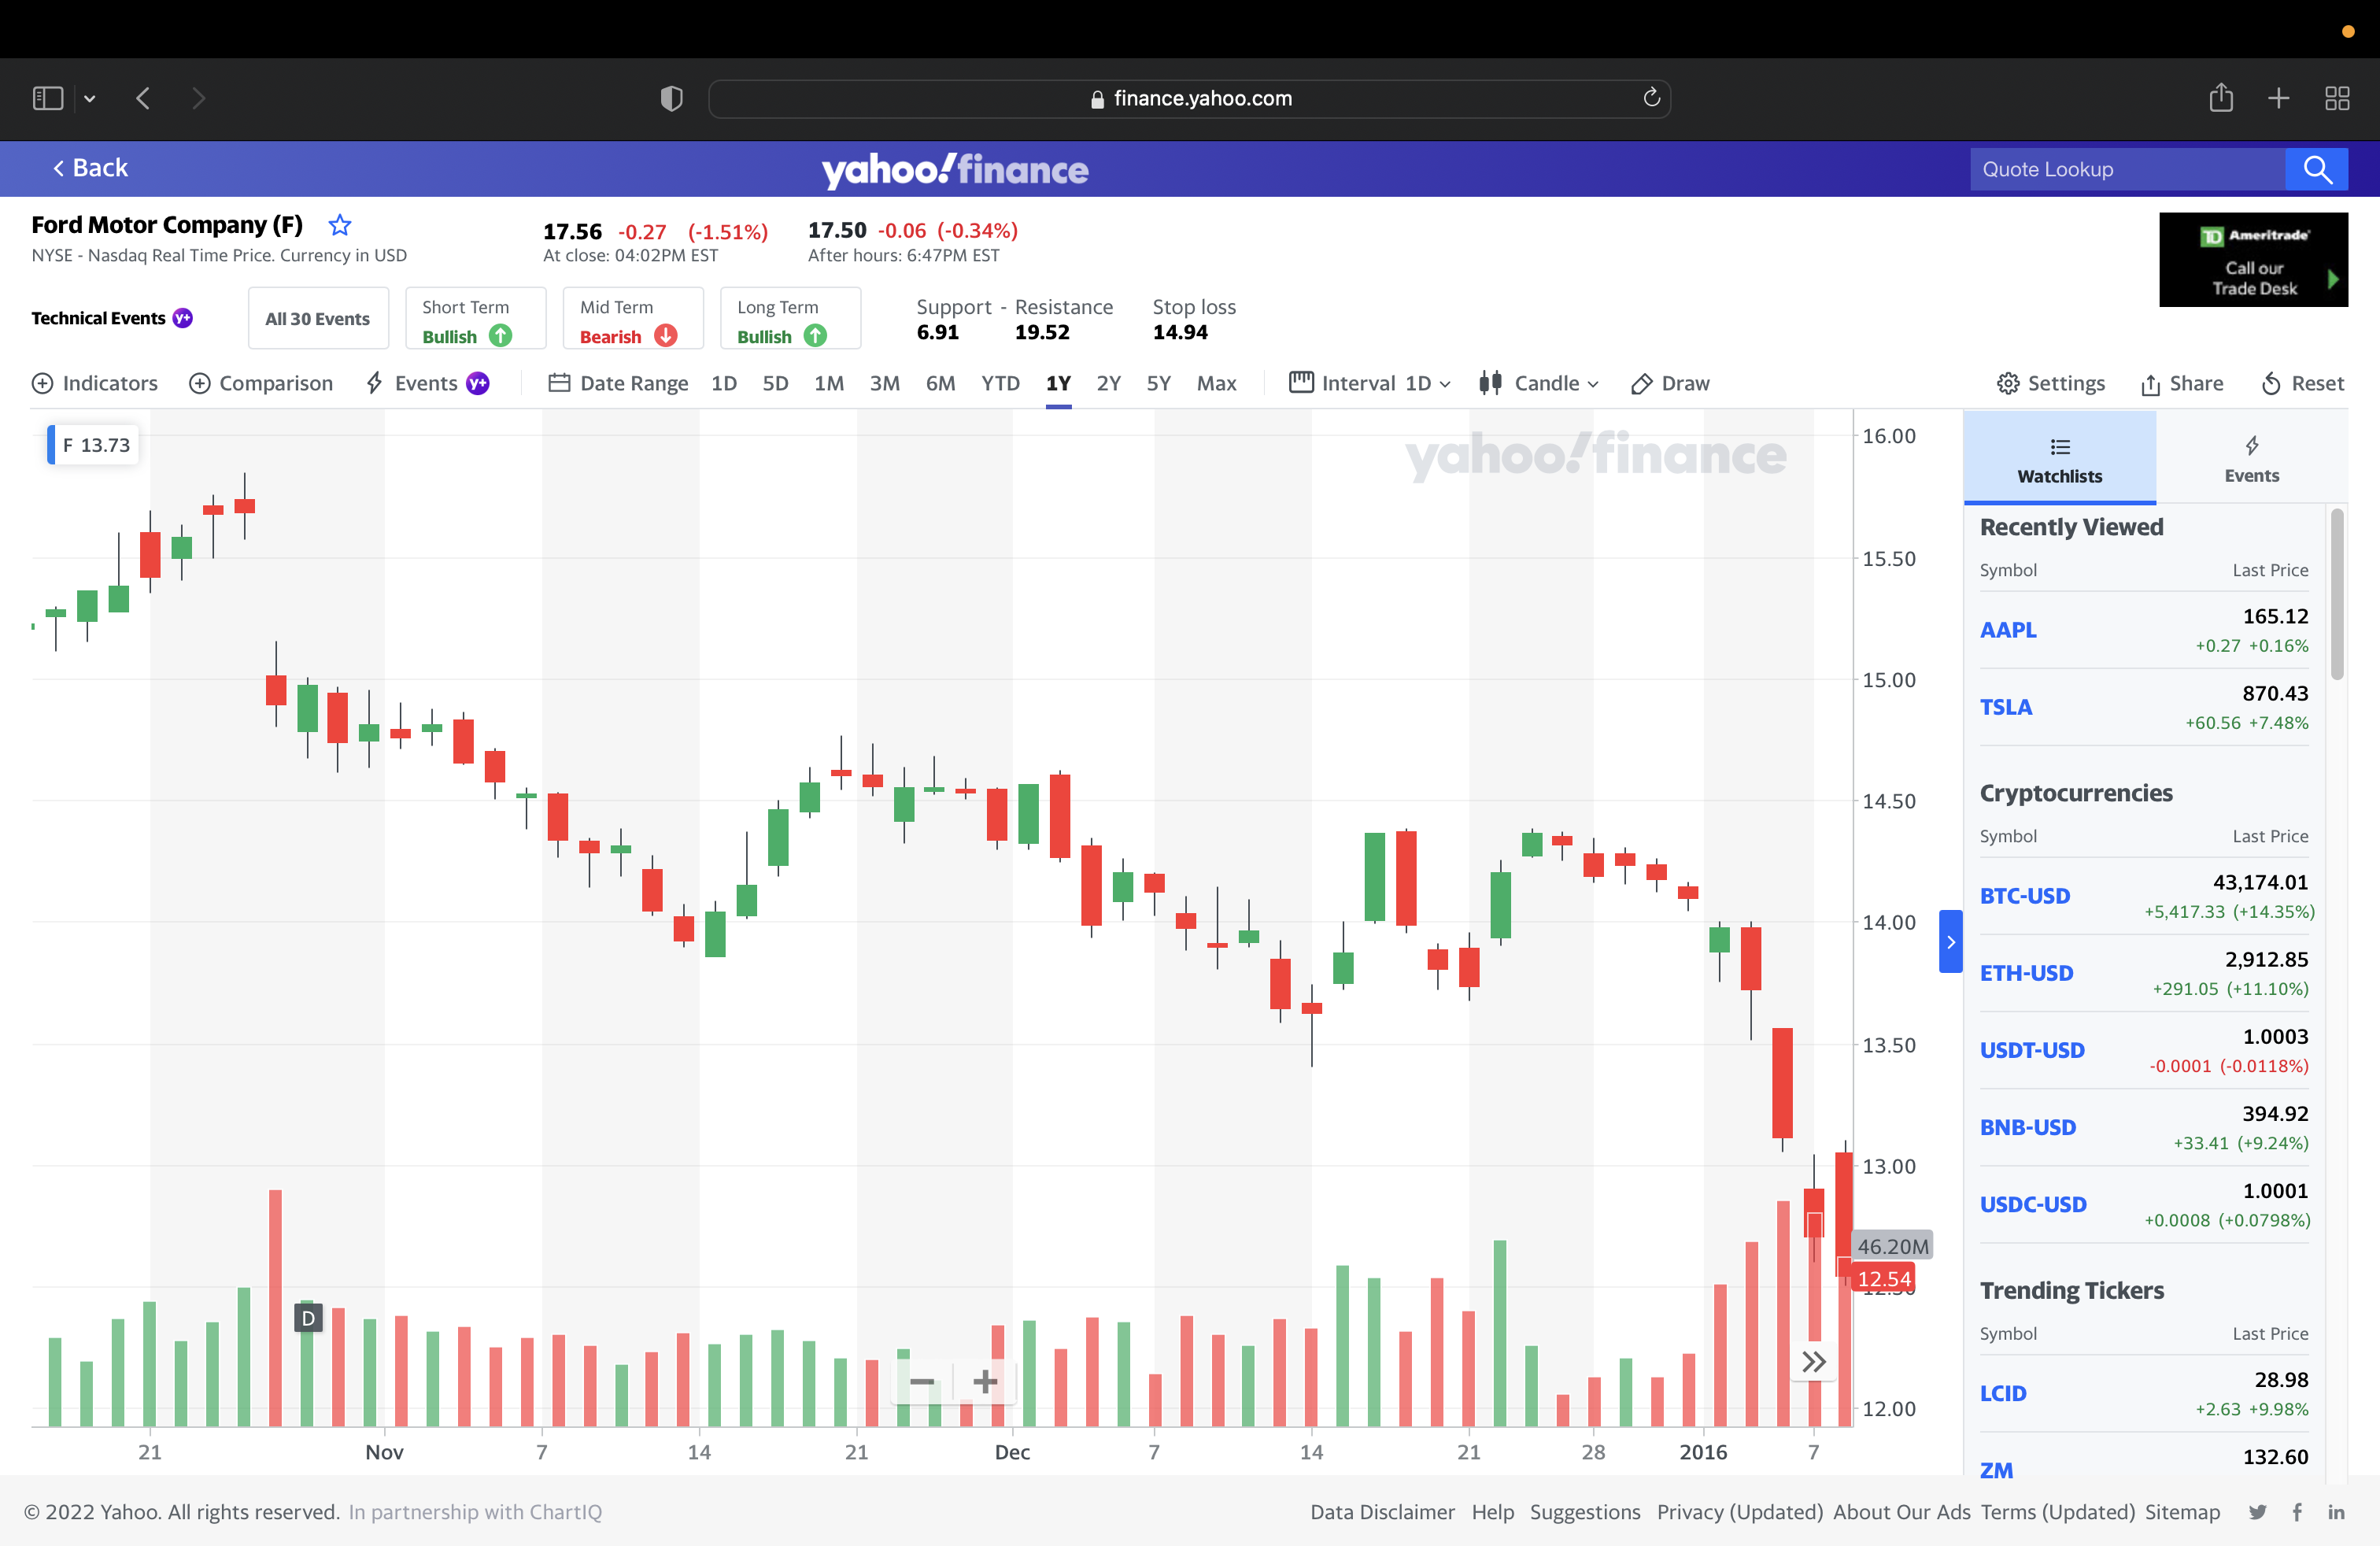 finance.yahoo.com
Back
yahoo!finance
Quote Lookup
Ford Motor Company (F)
NYSE - Nasdaq Real Time Price. Currency in USD
17.56 -0.27 (-1.51%)
At close: 04:02PM EST
17.50 -0.06 (-0.34%)
After hours: 6:47PM EST
TD Ameritrade
Call our
Trade Desk
Technical Events Y+
All 30 Events
Short Term
Bullish
Mid Term
Bearish
Long Term
Bullish
Support - Resistance
6.91 19.52
Stop loss
14.94
Indicators Comparison Events Y+ Date Range 1D 5D 1M 3M 6M YTD 1Y 2Y 5Y Max Interval 1D Candle Draw Settings Share Reset
F 13.73
yahoo!finance
16.00
15.50
15.00
14.50
14.00
13.50
13.00
46.20M
12.54
12.50
12.00
D
21 Nov 7 14 21 Dec 7 14 21 28 2016 7
Watchlists
Events
Recently Viewed
Symbol Last Price
AAPL 165.12
+0.27 +0.16%
TSLA 870.43
+60.56 +7.48%
Cryptocurrencies
Symbol Last Price
BTC-USD 43,174.01
+5,417.33 (+14.35%)
ETH-USD 2,912.85
+291.05 (+11.10%)
USDT-USD 1.0003
-0.0001 (-0.0118%)
BNB-USD 394.92
+33.41 (+9.24%)
USDC-USD 1.0001
+0.0008 (+0.0798%)
Trending Tickers
Symbol Last Price
LCID 28.98
+2.63 +9.98%
ZM 132.60
© 2022 Yahoo. All rights reserved. In partnership with ChartIQ
Data Disclaimer Help Suggestions Privacy (Updated) About Our Ads Terms (Updated) Sitemap